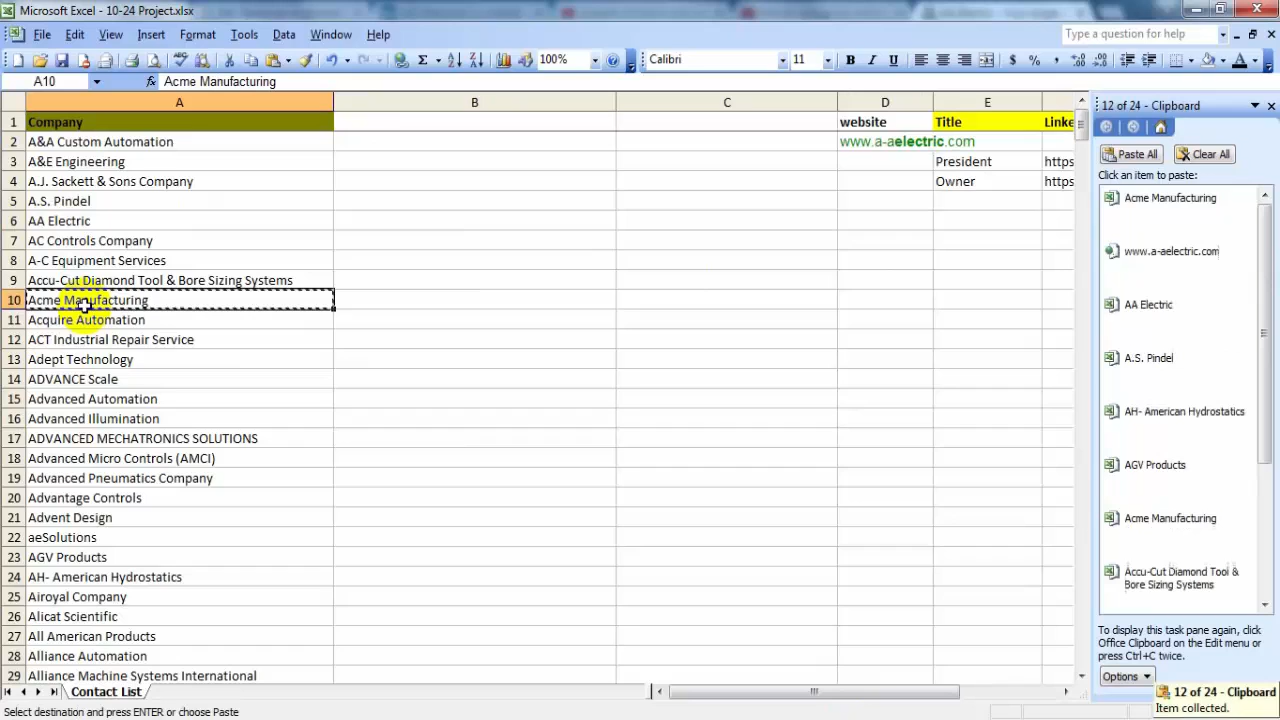 Microsoft Excel - 10-24 Project.xlsx
File Edit View Insert Format Tools Data Window Help
Type a question for help
100%
Calibri
11
B I U
$ %
A10
fx Acme Manufacturing
A B C D E
1 Company website Title Linke
2 A&A Custom Automation www.a-aelectric.com
3 A&E Engineering President https
4 A.J. Sackett & Sons Company Owner https
5 A.S. Pindel
6 AA Electric
7 AC Controls Company
8 A-C Equipment Services
9 Accu-Cut Diamond Tool & Bore Sizing Systems
10 Acme Manufacturing
11 Acquire Automation
12 ACT Industrial Repair Service
13 Adept Technology
14 ADVANCE Scale
15 Advanced Automation
16 Advanced Illumination
17 ADVANCED MECHATRONICS SOLUTIONS
18 Advanced Micro Controls (AMCI)
19 Advanced Pneumatics Company
20 Advantage Controls
21 Advent Design
22 aeSolutions
23 AGV Products
24 AH- American Hydrostatics
25 Airoyal Company
26 Alicat Scientific
27 All American Products
28 Alliance Automation
29 Alliance Machine Systems International
Contact List
Select destination and press ENTER or choose Paste
12 of 24 - Clipboard
Paste All
Clear All
Click an item to paste:
Acme Manufacturing
www.a-aelectric.com
AA Electric
A.S. Pindel
AH- American Hydrostatics
AGV Products
Acme Manufacturing
Accu-Cut Diamond Tool &
Bore Sizing Systems
To display this task pane again, click
Office Clipboard on the Edit menu or
press Ctrl+C twice.
Options
12 of 24 - Clipboard
Item collected.